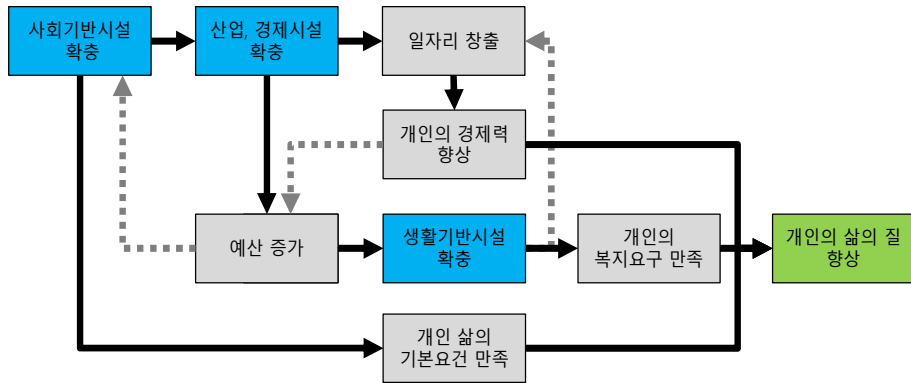 사회기반시설
확충
산업, 경제시설
확충
일자리 창출
개인의 경제력
향상
예산 증가
생활기반시설
확충
개인의
복지요구 만족
개인의 삶의 질
향상
개인 삶의
기본요건 만족